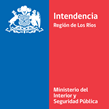 Intendencia
Región de Los Ríos
Ministerio del
Interior y
Seguridad Pública